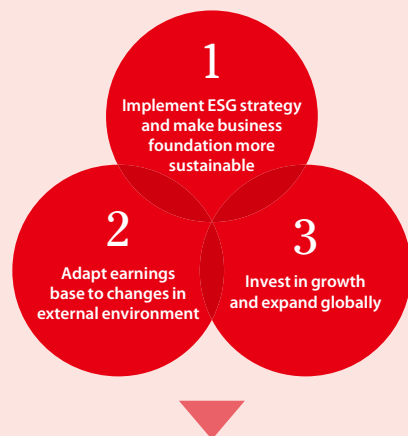 1
Implement ESG strategy
and make business
foundation more
sustainable
2
Adapt earnings
base to changes in
external environment
3
Invest in growth
and expand globally